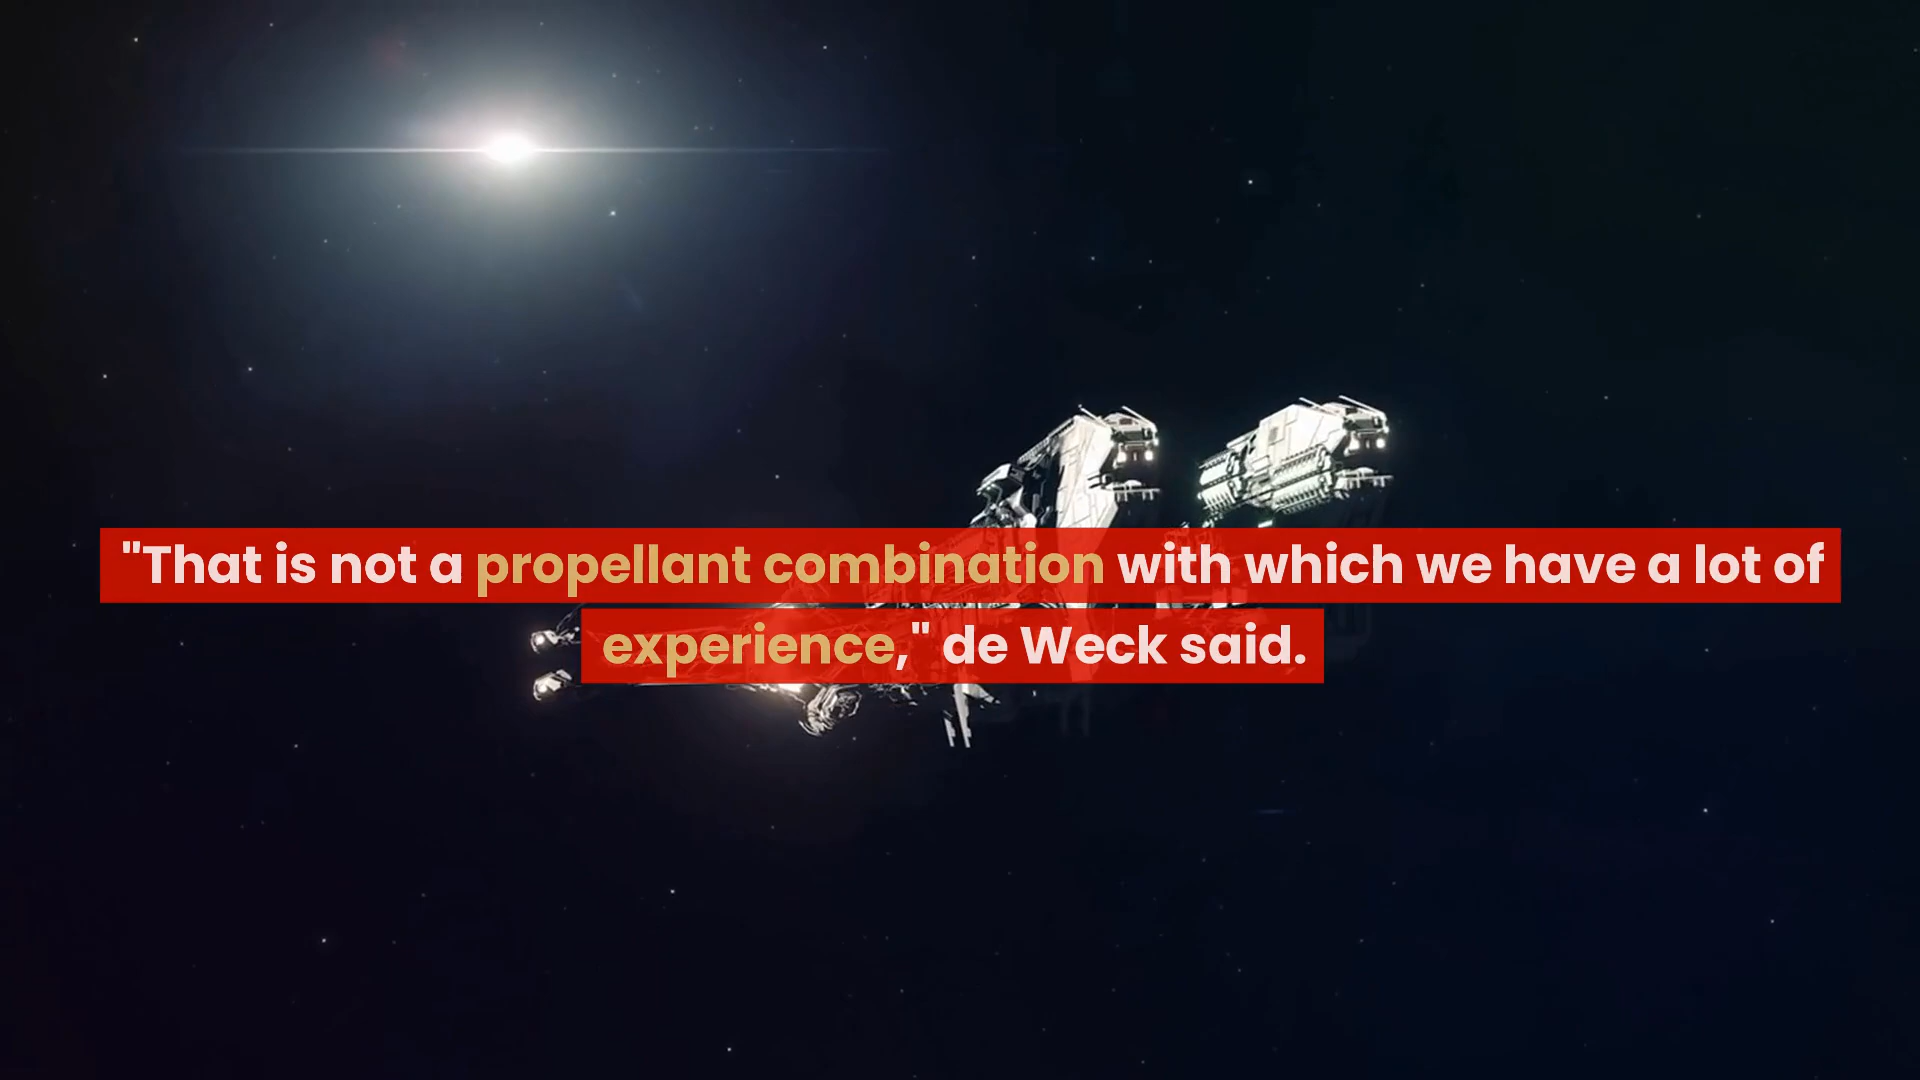 "That is not a propellant combination with which we have a lot of
experience," de Weck said.